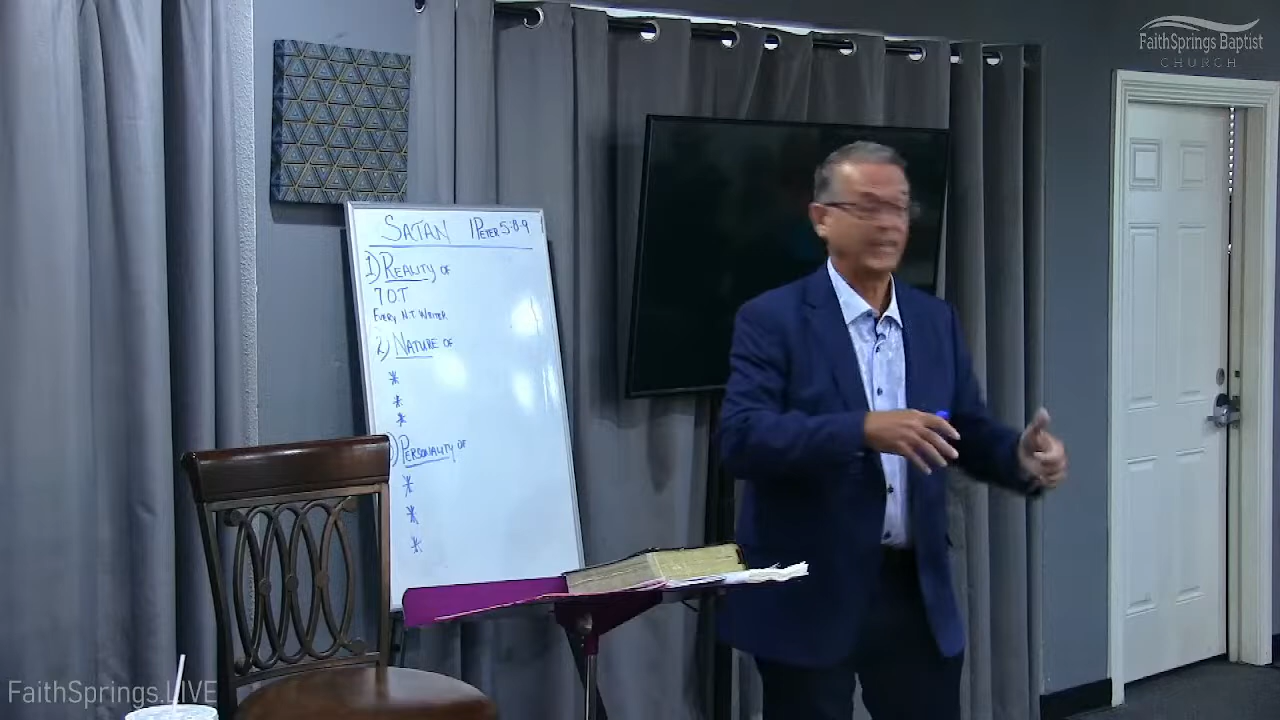 FaithSprings Baptist
CHURCH
SATAN 1 PETER 5:8-9
1) REALITY OF
7 OT
EVERY N.T. WRITER
2) NATURE OF
*
*
*
) PERSONALITY OF
*
*
*
FaithSprings.LIVE